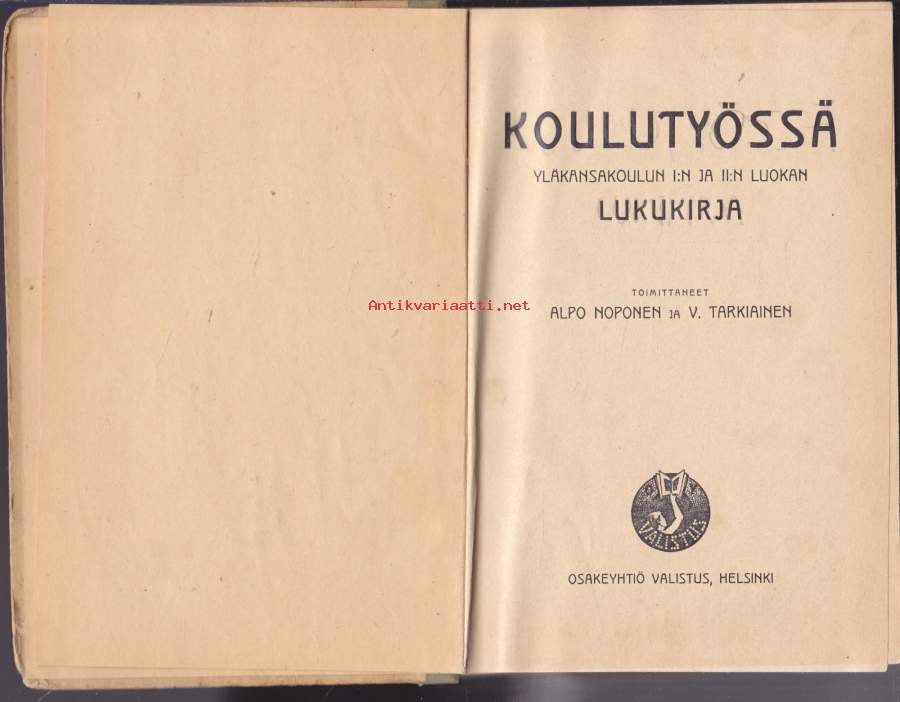 KOULUTYÖSSÄ
YLÄKANSAKOULUN I:N JA II:N LUOKAN
LUKUKIRJA
TOIMITTANEET
ALPO NOPONEN JA V. TARKIAINEN
Antikvariaatti.net
VALISTUS
OSAKEYHTIÖ VALISTUS, HELSINKI